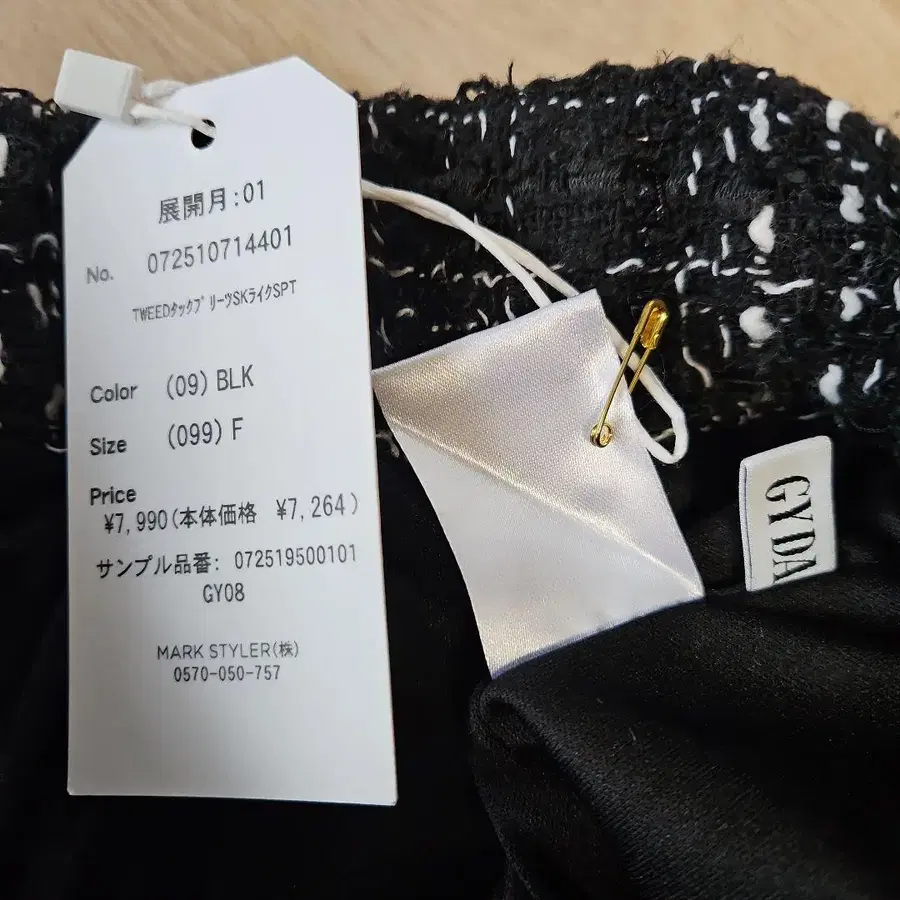 展開月:01
No. 072510714401
TWEEDタックプリーツSKライクSPT
Color (09) BLK
Size (099) F
Price
¥7,990(本体価格 ¥7,264)
サンプル品番: 072519500101
GY08
MARK STYLER(株)
0570-050-757
GYDA